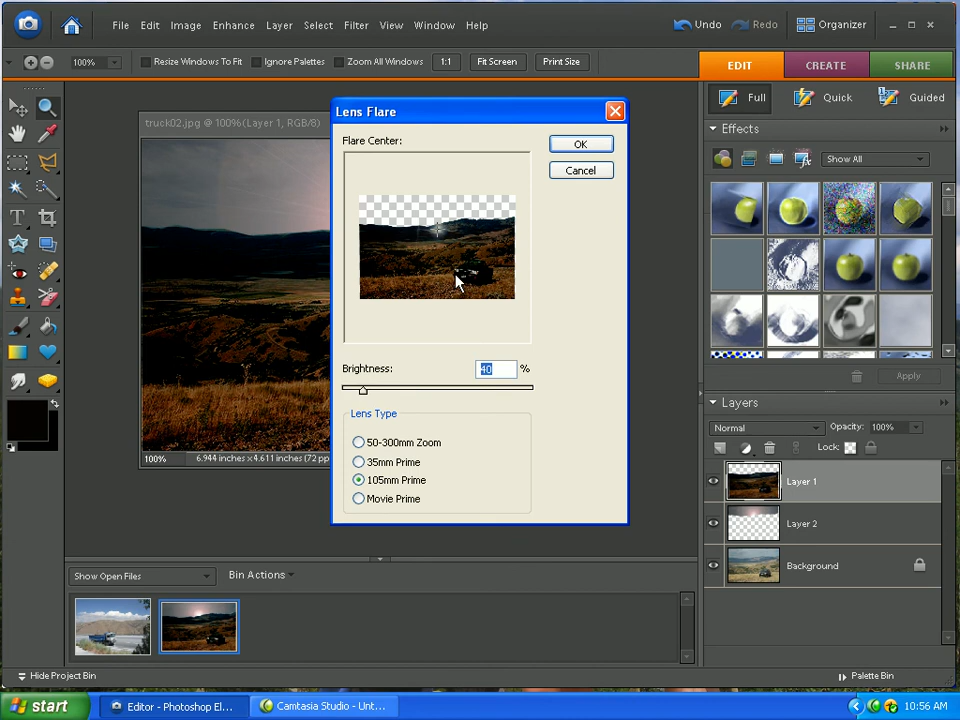 File Edit Image Enhance Layer Select Filter View Window Help
Undo Redo Organizer
100% Resize Windows To Fit Ignore Palettes Zoom All Windows 1:1 Fit Screen Print Size
EDIT CREATE SHARE
Full Quick Guided
Effects
Show All
Apply
truck02.jpg @ 100%(Layer 1, RGB/8)
100% 6.944 inches x 4.611 inches (72 pp
Lens Flare
Flare Center:
OK
Cancel
Brightness: 40 %
Lens Type
50-300mm Zoom
35mm Prime
105mm Prime
Movie Prime
Layers
Normal Opacity: 100%
Lock:
Layer 1
Layer 2
Background
Show Open Files Bin Actions
Hide Project Bin Palette Bin
start Editor - Photoshop El... Camtasia Studio - Unt... 10:56 AM